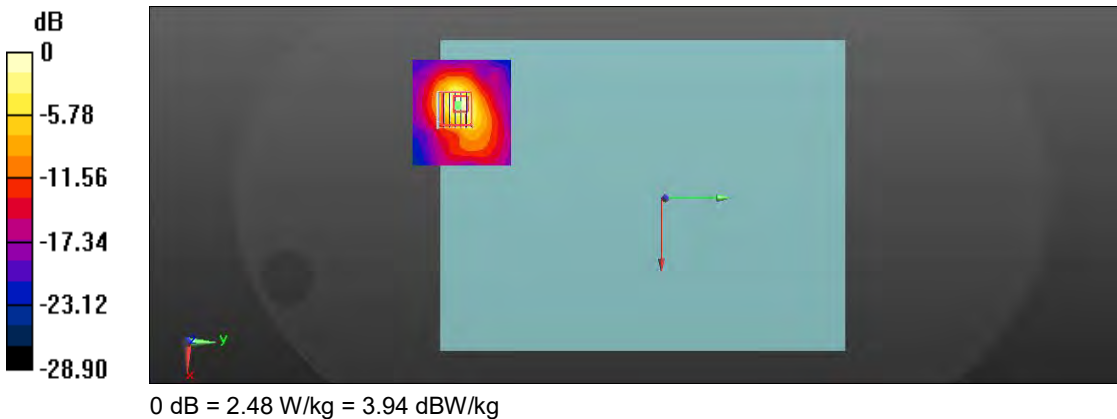 dB
0
-5.78
-11.56
-17.34
-23.12
-28.90
y
x
0 dB = 2.48 W/kg = 3.94 dBW/kg